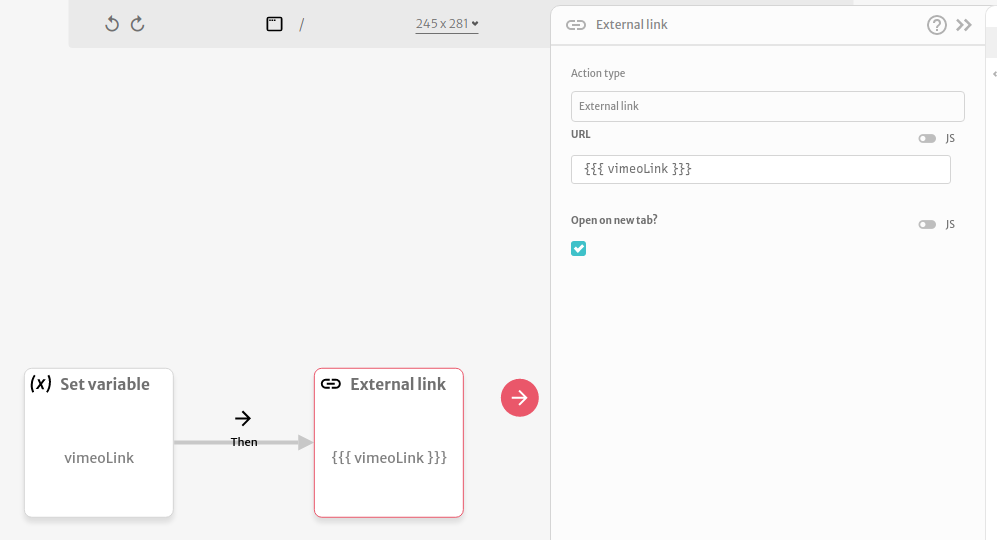 /
245 x 281
External link
Action type
External link
URL
JS
{{{ vimeoLink }}}
Open on new tab?
JS
(x) Set variable
vimeoLink
Then
External link
{{{ vimeoLink }}}